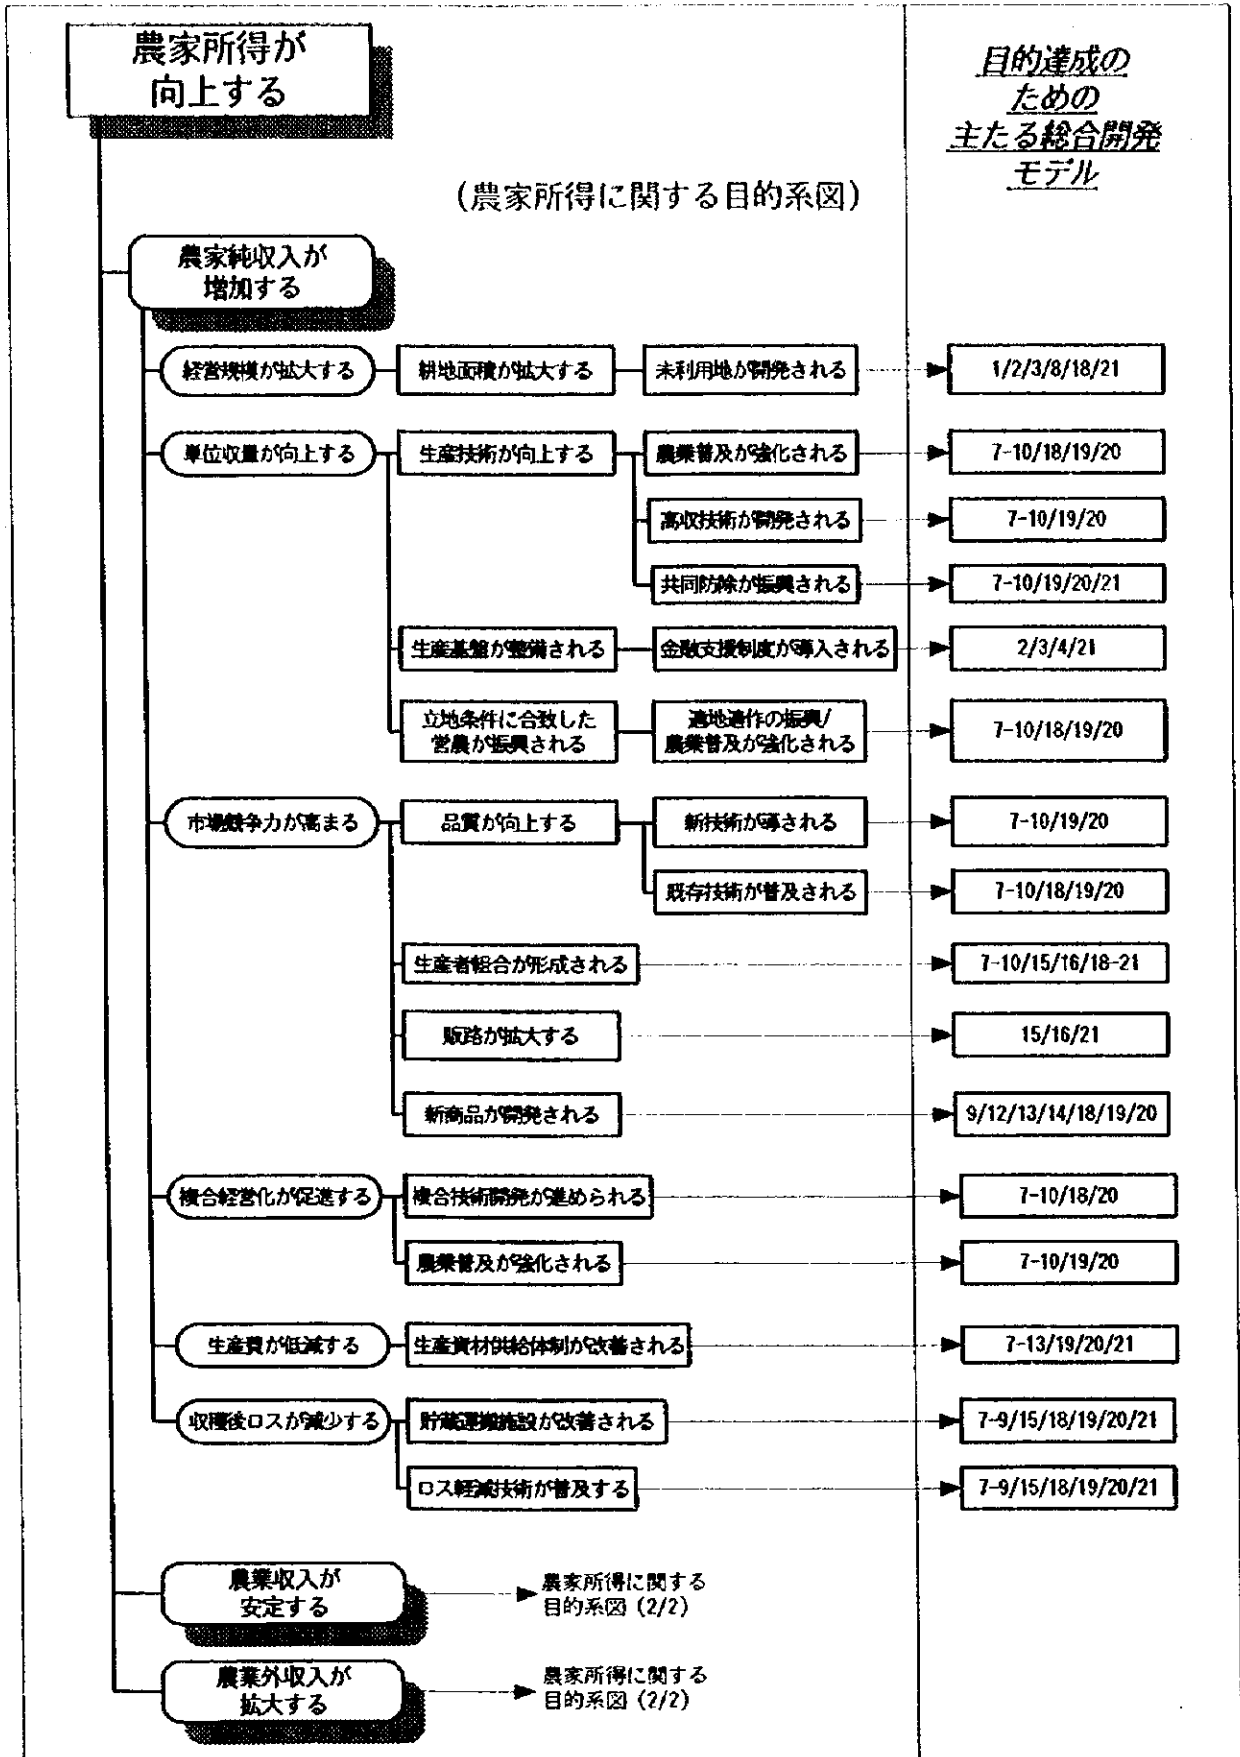 農家所得が
向上する
目的達成の
ための
主たる総合開発
モデル
(農家所得に関する目的系図)
農家純収入が
増加する
経営規模が拡大する
耕地面積が拡大する
未利用地が開発される
1/2/3/8/18/21
単位収量が向上する
生産技術が向上する
農業普及が強化される
7-10/18/19/20
高収技術が開発される
7-10/19/20
共同防除が振興される
7-10/19/20/21
生産基盤が整備される
金融支援制度が導入される
2/3/4/21
立地条件に合致した
営農が振興される
適地適作の振興/
農業普及が強化される
7-10/18/19/20
市場競争力が高まる
品質が向上する
新技術が導される
7-10/19/20
既存技術が普及される
7-10/18/19/20
生産者組合が形成される
7-10/15/16/18-21
販路が拡大する
15/16/21
新商品が開発される
9/12/13/14/18/19/20
複合経営化が促進する
複合技術開発が進められる
7-10/18/20
農業普及が強化される
7-10/19/20
生産費が低減する
生産資材供給体制が改善される
7-13/19/20/21
収穫後ロスが減少する
貯蔵運搬施設が改善される
7-9/15/18/19/20/21
ロス軽減技術が普及する
7-9/15/18/19/20/21
農業収入が
安定する
農家所得に関する
目的系図 (2/2)
農業外収入が
拡大する
農家所得に関する
目的系図 (2/2)